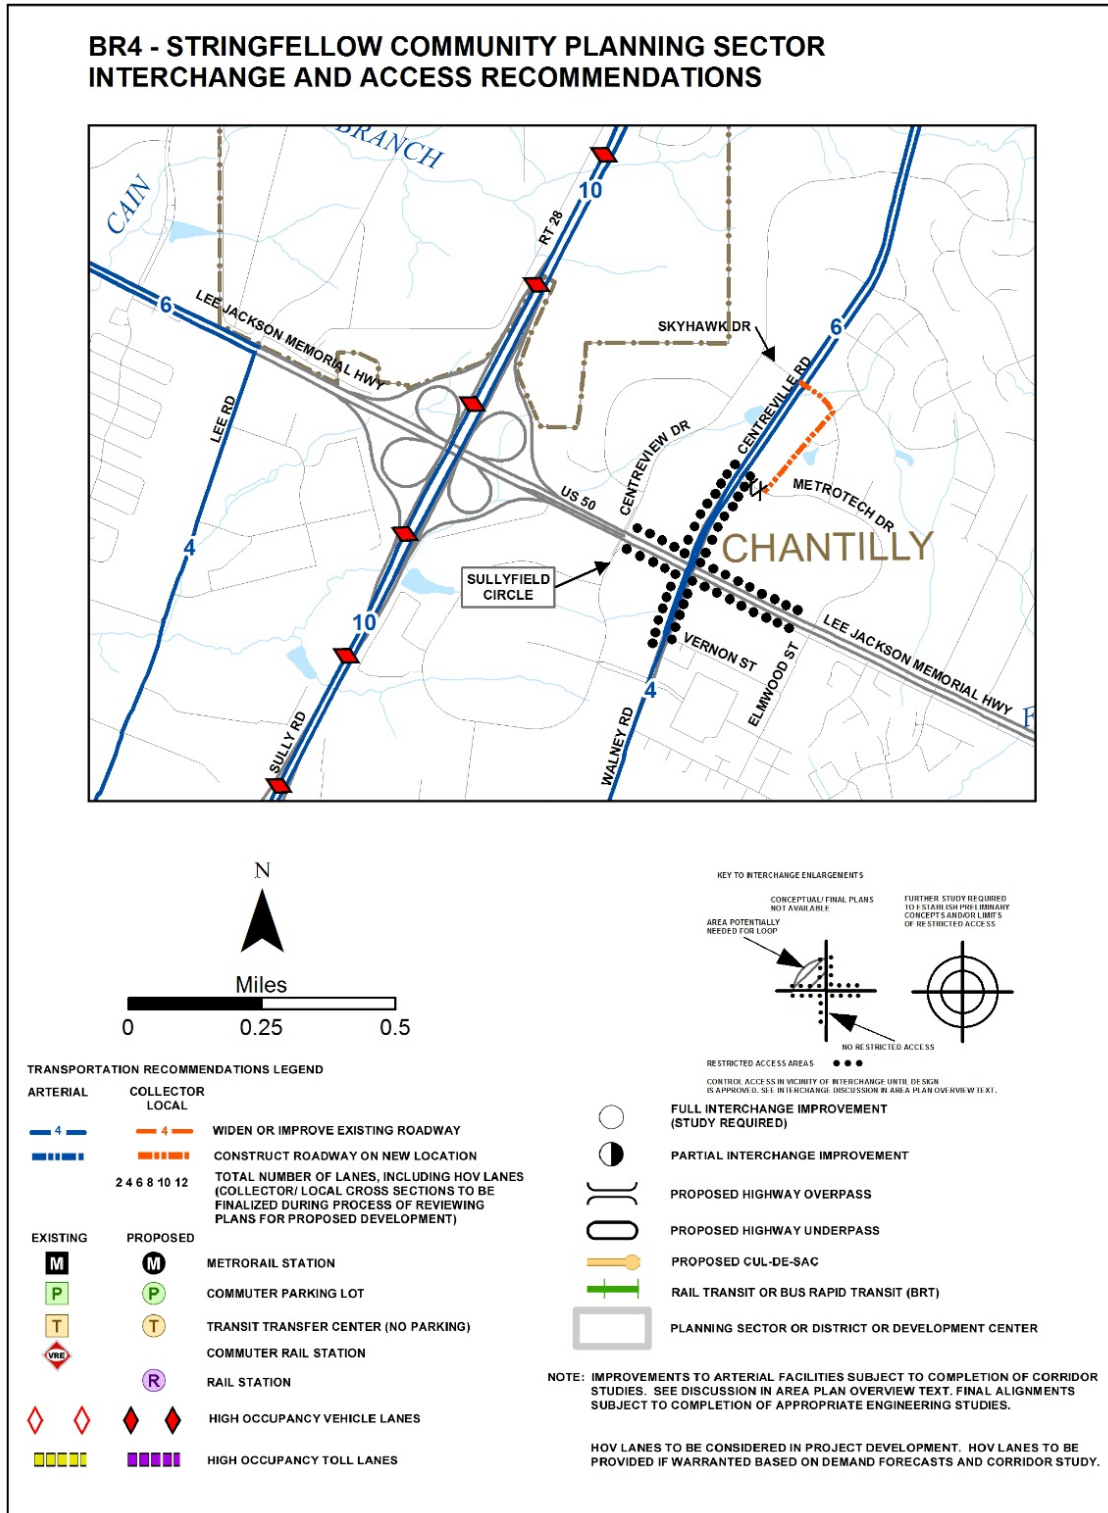 BR4 - STRINGFELLOW COMMUNITY PLANNING SECTOR
INTERCHANGE AND ACCESS RECOMMENDATIONS
BRANCH
CAIN
10
RT 28
6
LEE JACKSON MEMORIAL HWY
SKYHAWK DR
6
CENTREVILLE RD
LEE RD
CENTREVIEW DR
US 50
METROTECH DR
CHANTILLY
4
SULLYFIELD
CIRCLE
10
VERNON ST
LEE JACKSON MEMORIAL HWY
ELMWOOD ST
4
WALNEY RD
SULLY RD
N
Miles
0 0.25 0.5
KEY TO INTERCHANGE ENLARGEMENTS
CONCEPTUAL/ FINAL PLANS
NOT AVAILABLE
AREA POTENTIALLY
NEEDED FOR LOOP
FURTHER STUDY REQUIRED
TO ESTABLISH PRELIMINARY
CONCEPTS AND/OR LIMITS
OF RESTRICTED ACCESS
NO RESTRICTED ACCESS
RESTRICTED ACCESS AREAS
CONTROL ACCESS IN VICINITY OF INTERCHANGE UNTIL DESIGN
IS APPROVED. SEE INTERCHANGE DISCUSSION IN AREA PLAN OVERVIEW TEXT.
TRANSPORTATION RECOMMENDATIONS LEGEND
ARTERIAL
COLLECTOR
LOCAL
4 4 WIDEN OR IMPROVE EXISTING ROADWAY
CONSTRUCT ROADWAY ON NEW LOCATION
2 4 6 8 10 12 TOTAL NUMBER OF LANES, INCLUDING HOV LANES
(COLLECTOR/ LOCAL CROSS SECTIONS TO BE
FINALIZED DURING PROCESS OF REVIEWING
PLANS FOR PROPOSED DEVELOPMENT)
EXISTING PROPOSED
M M METRORAIL STATION
P P COMMUTER PARKING LOT
T T TRANSIT TRANSFER CENTER (NO PARKING)
VRE COMMUTER RAIL STATION
R RAIL STATION
HIGH OCCUPANCY VEHICLE LANES
HIGH OCCUPANCY TOLL LANES
FULL INTERCHANGE IMPROVEMENT
(STUDY REQUIRED)
PARTIAL INTERCHANGE IMPROVEMENT
PROPOSED HIGHWAY OVERPASS
PROPOSED HIGHWAY UNDERPASS
PROPOSED CUL-DE-SAC
RAIL TRANSIT OR BUS RAPID TRANSIT (BRT)
PLANNING SECTOR OR DISTRICT OR DEVELOPMENT CENTER
NOTE: IMPROVEMENTS TO ARTERIAL FACILITIES SUBJECT TO COMPLETION OF CORRIDOR
STUDIES. SEE DISCUSSION IN AREA PLAN OVERVIEW TEXT. FINAL ALIGNMENTS
SUBJECT TO COMPLETION OF APPROPRIATE ENGINEERING STUDIES.
HOV LANES TO BE CONSIDERED IN PROJECT DEVELOPMENT. HOV LANES TO BE
PROVIDED IF WARRANTED BASED ON DEMAND FORECASTS AND CORRIDOR STUDY.